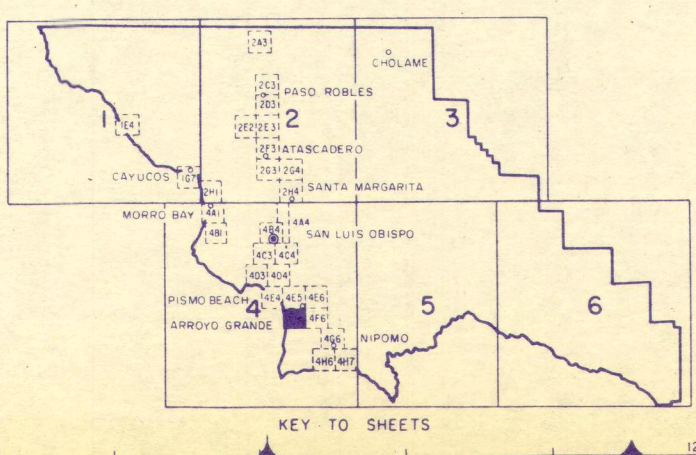 2A3
CHOLAME
2C3
PASO ROBLES
2D3
1
1E4
2E2 2E3
2
3
2F3
ATASCADERO
CAYUCOS
1G7
2G3 2G4
2H1
2H4
SANTA MARGARITA
MORRO BAY
4A1
4A4
4B1
4B4
SAN LUIS OBISPO
4C3 4C4
4D3 4D4
PISMO BEACH
4E4 4E5 4E6
4
5
6
ARROYO GRANDE
4F6
4G6
NIPOMO
4H6 4H7
KEY TO SHEETS
12